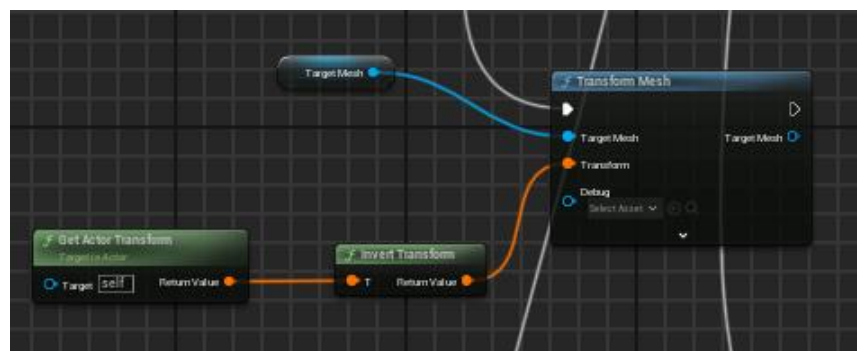 Target Mesh
f Transform Mesh
Target Mesh
Target Mesh
Transform
Debug
Select Asset
f Get Actor Transform
Target is Actor
Target self
Return Value
f Invert Transform
T
Return Value